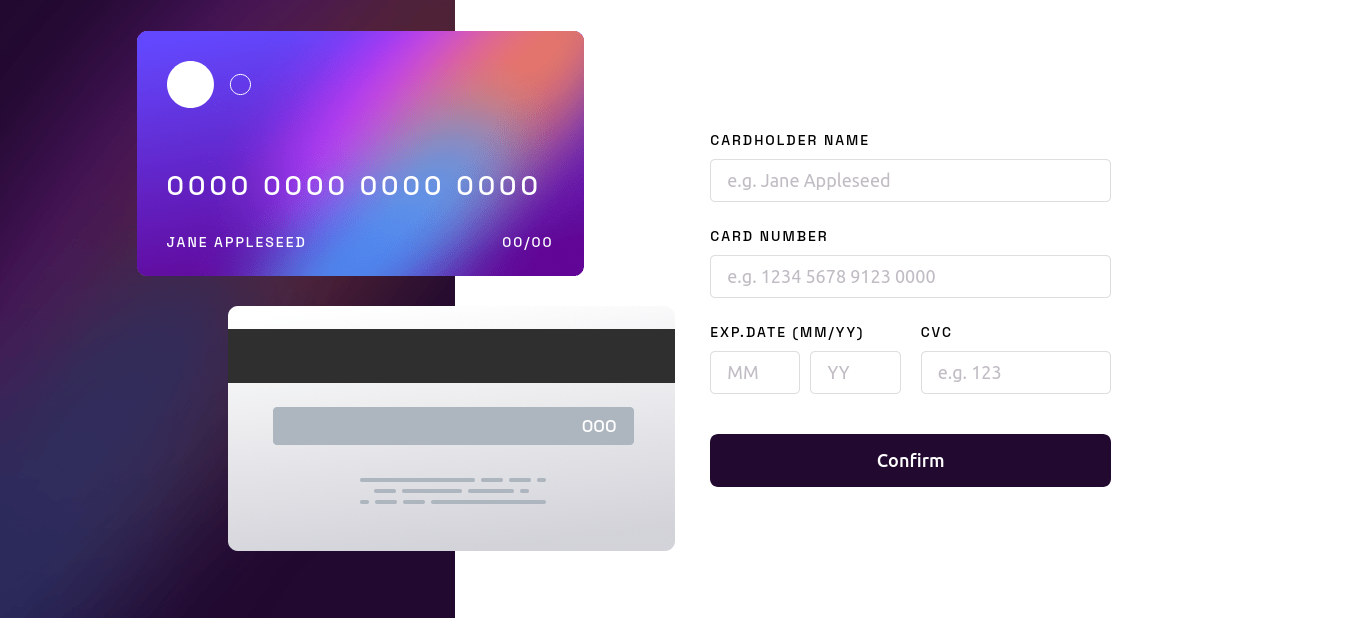 0000 0000 0000 0000
JANE APPLESEED 00/00
000
CARDHOLDER NAME
e.g. Jane Appleseed
CARD NUMBER
e.g. 1234 5678 9123 0000
EXP.DATE (MM/YY) CVC
MM YY e.g. 123
Confirm